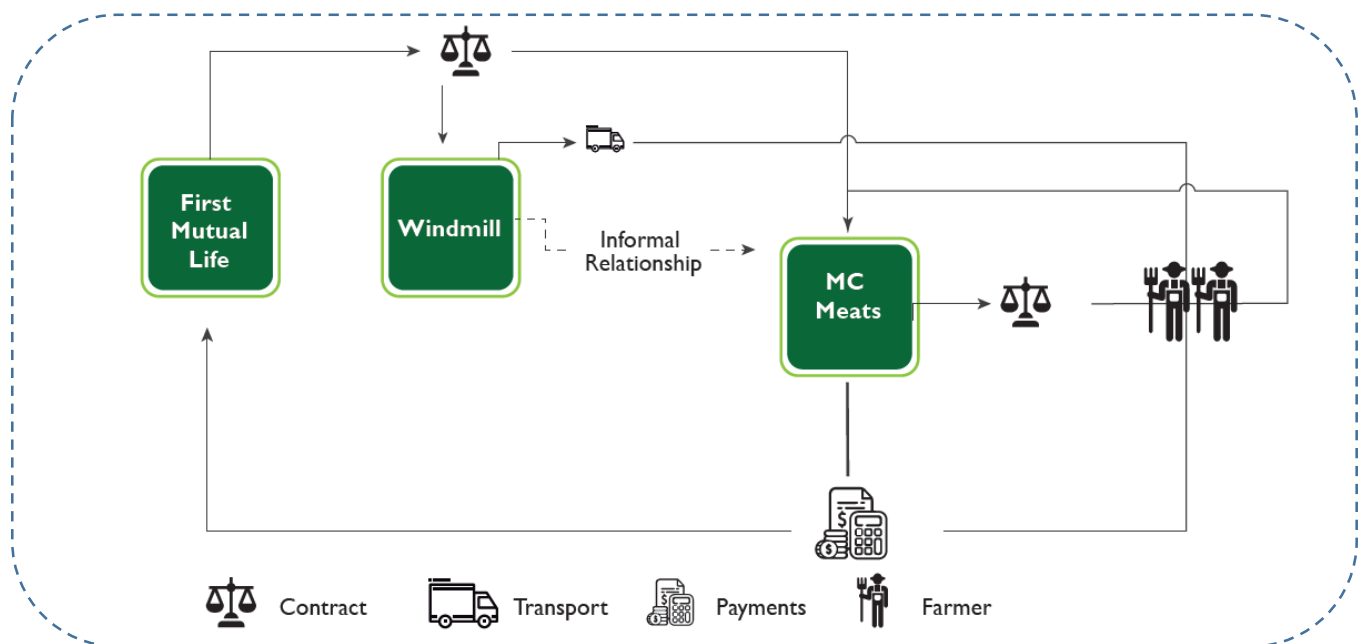 First
Mutual
Life
Windmill
Informal
Relationship
MC
Meats
Contract
Transport
Payments
Farmer